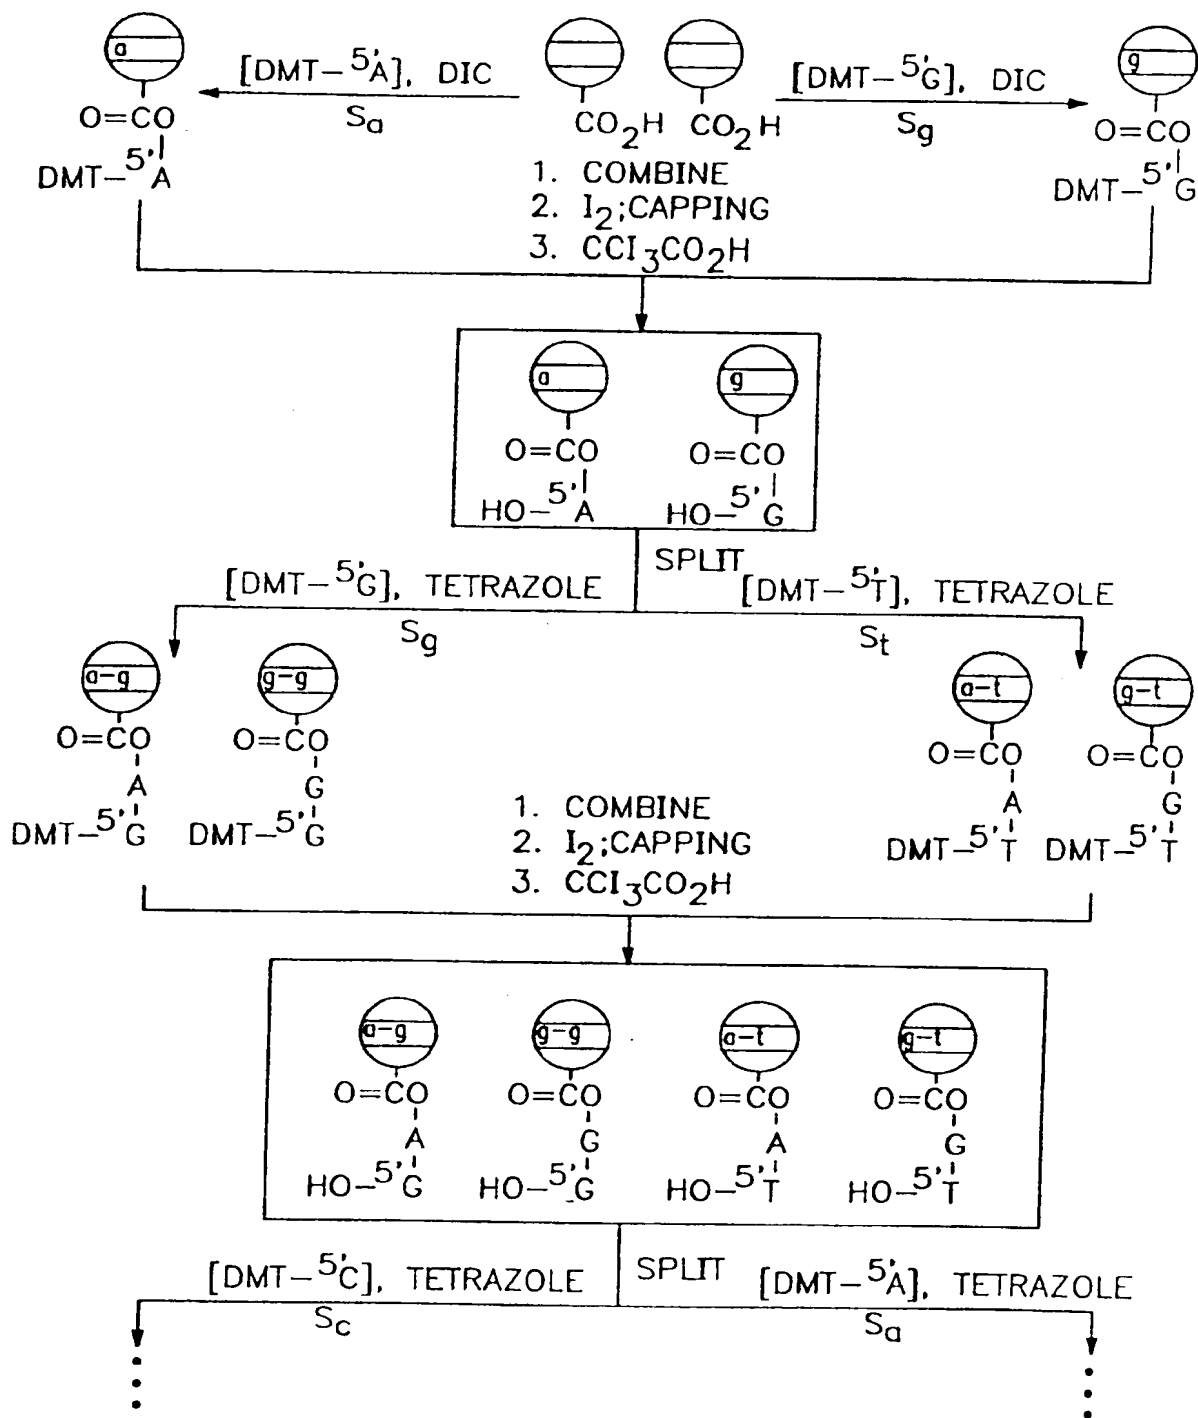 a
[DMT-5'A], DIC
Sa
[DMT-5'G], DIC
Sg
g
CO2H CO2H
O=CO
DMT-5'A
O=CO
DMT-5'G
1. COMBINE
2. I2;CAPPING
3. CCl3CO2H
a g
O=CO O=CO
HO-5'A HO-5'G
SPLIT
[DMT-5'G], TETRAZOLE
Sg
[DMT-5'T], TETRAZOLE
St
a-g g-g a-t g-t
O=CO O=CO O=CO O=CO
A G A G
DMT-5'G DMT-5'G DMT-5'T DMT-5'T
1. COMBINE
2. I2;CAPPING
3. CCl3CO2H
a-g g-g a-t g-t
O=CO O=CO O=CO O=CO
A G A G
HO-5'G HO-5'G HO-5'T HO-5'T
SPLIT
[DMT-5'C], TETRAZOLE
Sc
[DMT-5'A], TETRAZOLE
Sa